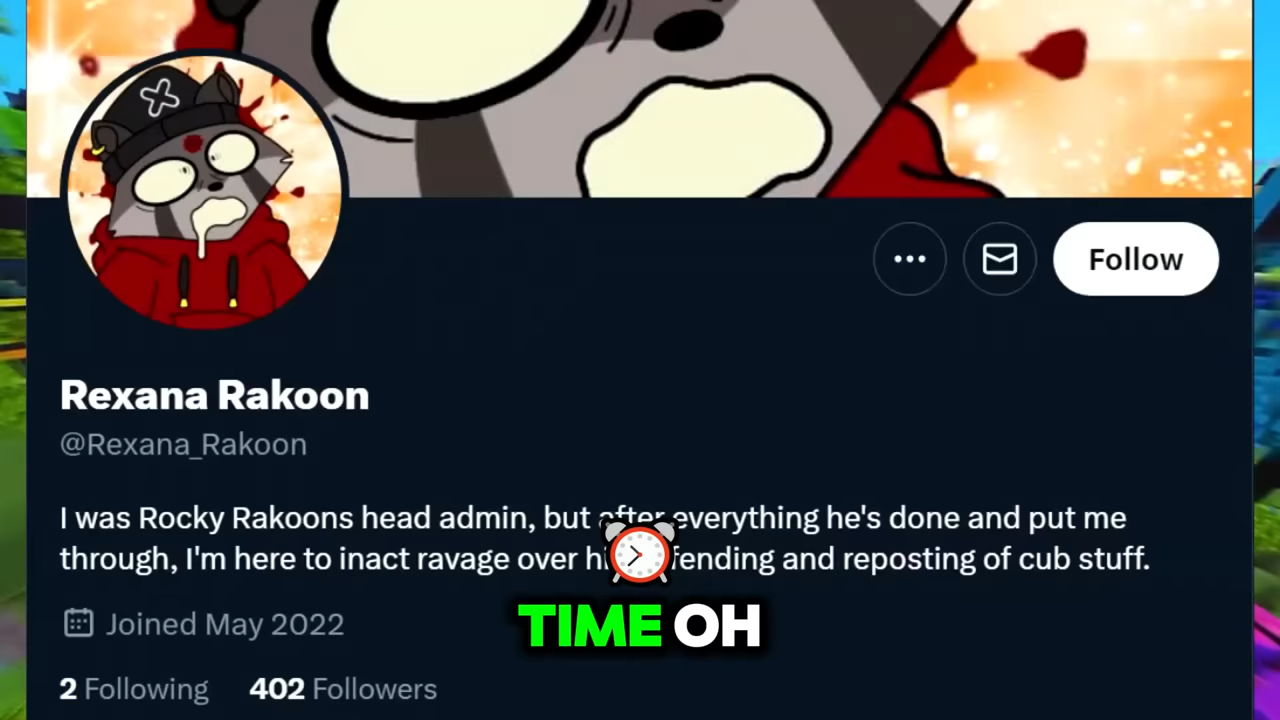 Follow
Rexana Rakoon
@Rexana_Rakoon
I was Rocky Rakoons head admin, but after everything he's done and put me
through, I'm here to inact ravage over fending and reposting of cub stuff.
Joined May 2022
TIME OH
2 Following 402 Followers